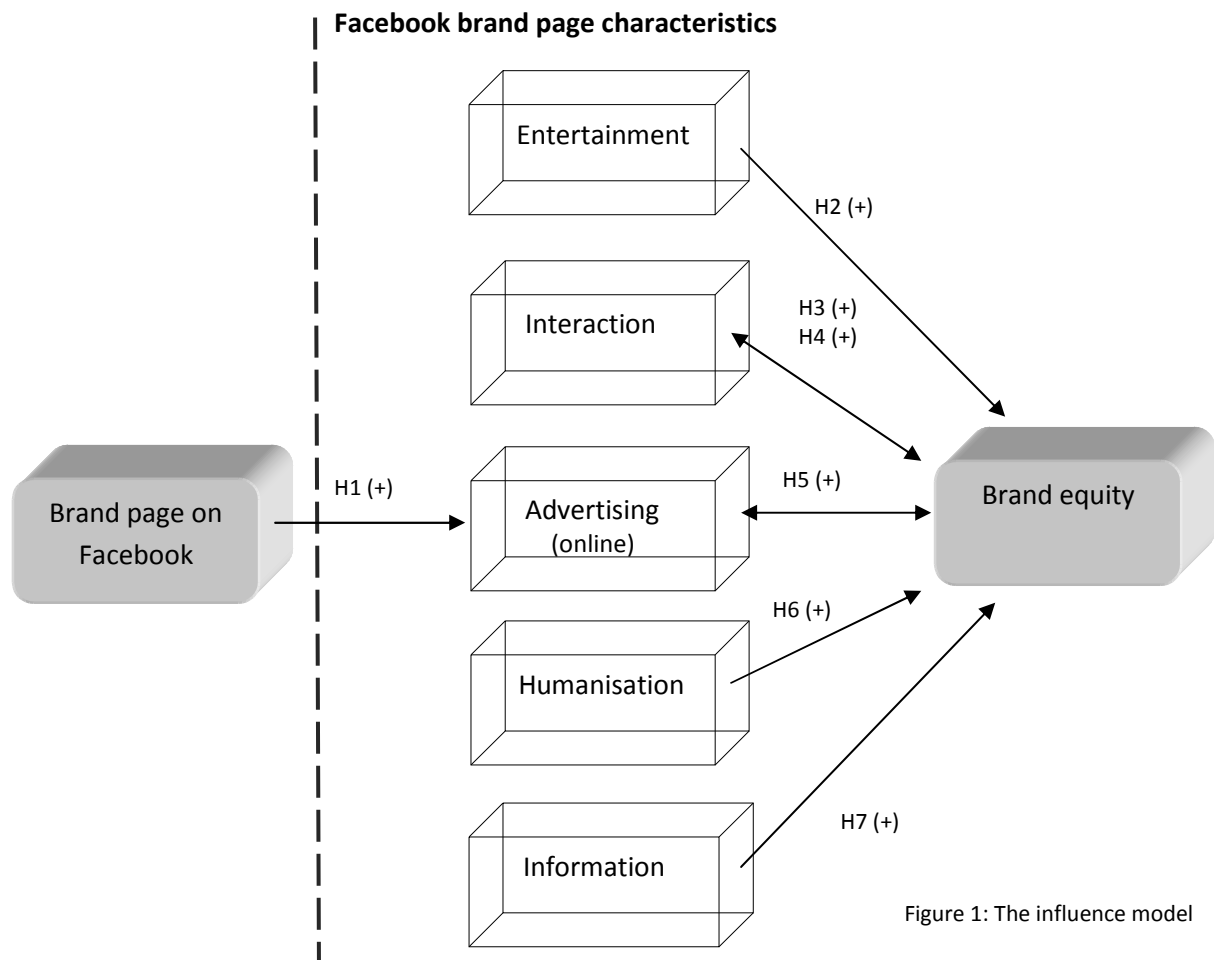 Facebook brand page characteristics
Entertainment
H2 (+)
Interaction
H3 (+)
H4 (+)
Brand page on
Facebook
H1 (+)
Advertising
(online)
H5 (+)
Brand equity
Humanisation
H6 (+)
Information
H7 (+)
Figure 1: The influence model